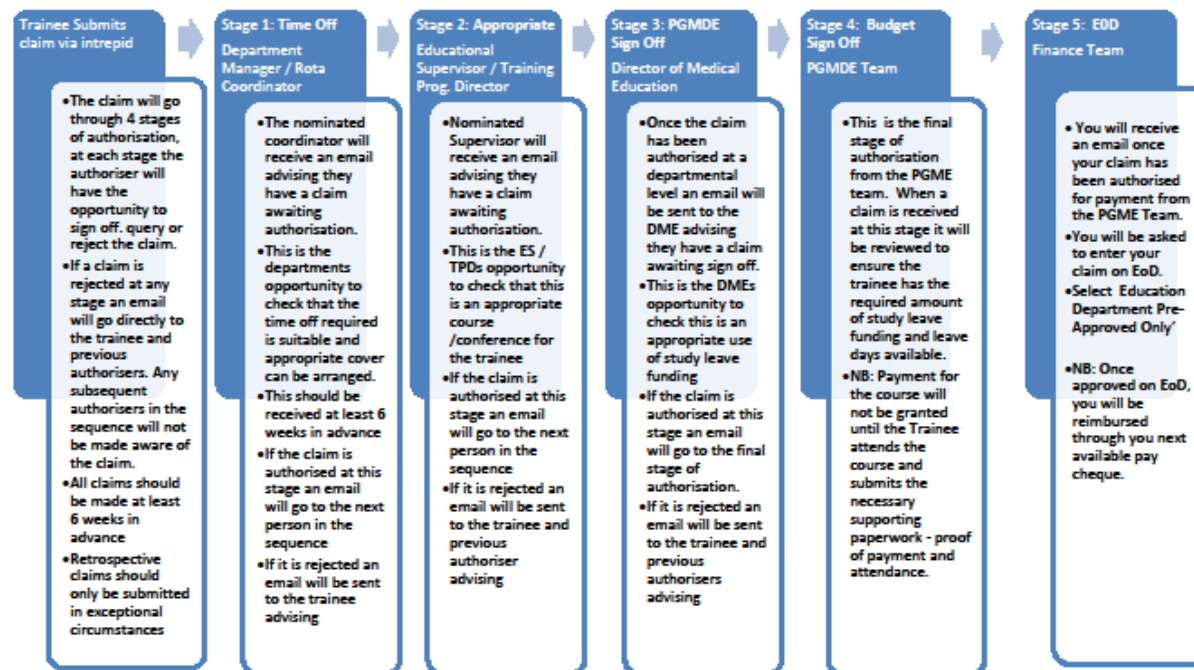 Trainee Submits
claim via intrepid
•The claim will go
through 4 stages
of authorisation,
at each stage the
authoriser will
have the
opportunity to
sign off. query or
reject the claim.
•If a claim is
rejected at any
stage an email
will go directly to
the trainee and
previous
authorisers. Any
subsequent
authorisers in the
sequence will not
be made aware of
the claim.
•All claims should
be made at least
6 weeks in
advance
•Retrospective
claims should
only be submitted
in exceptional
circumstances
Stage 1: Time Off
Department
Manager / Rota
Coordinator
•The nominated
coordinator will
receive an email
advising they
have a claim
awaiting
authorisation.
•This is the
departments
opportunity to
check that the
time off required
is suitable and
appropriate cover
can be arranged.
•This should be
received at least 6
weeks in advance
•If the claim is
authorised at this
stage an email
will go to the next
person in the
sequence
•If it is rejected an
email will be sent
to the trainee
advising
Stage 2: Appropriate
Educational
Supervisor / Training
Prog. Director
•Nominated
Supervisor will
receive an email
advising they
have a claim
awaiting
authorisation.
•This is the ES /
TPDs opportunity
to check that this
is an appropriate
course
/conference for
the trainee
•If the claim is
authorised at this
stage an email
will go to the next
person in the
sequence
•If it is rejected an
email will be sent
to the trainee and
previous
authoriser
advising
Stage 3: PGMDE
Sign Off
Director of Medical
Education
•Once the claim
has been
authorised at a
departmental
level an email will
be sent to the
DME advising
they have a claim
awaiting sign off.
•This is the DMEs
opportunity to
check this is an
appropriate use
of study leave
funding
•If the claim is
authorised at this
stage an email
will go to the final
stage of
authorisation.
•If it is rejected an
email will be sent
to the trainee and
previous
authorisers
advising
Stage 4: Budget
Sign Off
PGMDE Team
•This is the final
stage of
authorisation
from the PGME
team. When a
claim is received
at this stage it will
be reviewed to
ensure the
trainee has the
required amount
of study leave
funding and leave
days available.
•NB: Payment for
the course will
not be granted
until the Trainee
attends the
course and
submits the
necessary
supporting
paperwork - proof
of payment and
attendance.
Stage 5: E0D
Finance Team
• You will receive
an email once
your claim has
been authorised
for payment from
the PGME Team.
•You will be asked
to enter your
claim on EoD.
•Select Education
Department Pre-
Approved Only'
•NB: Once
approved on EoD,
you will be
reimbursed
through you next
available pay
cheque.